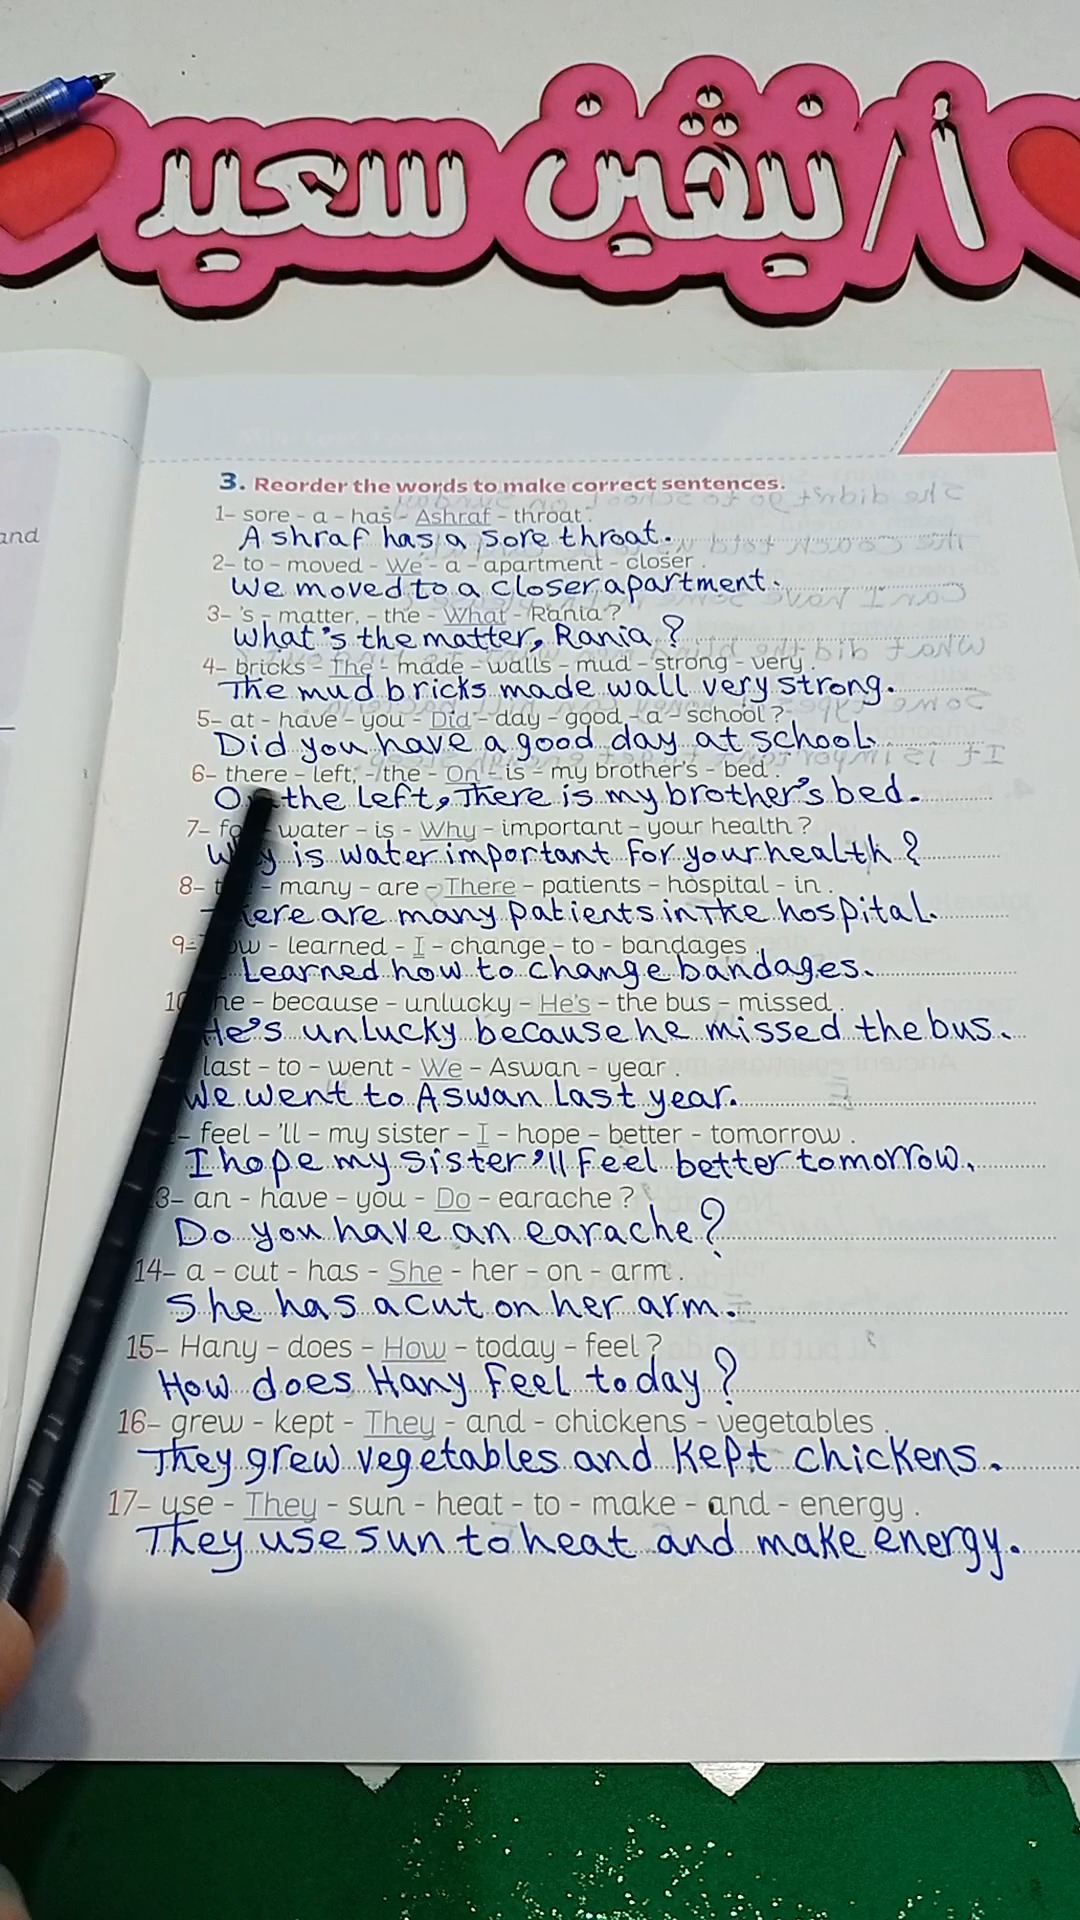 أ/ نيفين سعيد
and
3. Reorder the words to make correct sentences.
1- sore - a - has - Ashraf - throat .
Ashraf has a sore throat.
2- to - moved - We - a - apartment - closer .
We moved to a closer apartment.
3- 's - matter, - the - What - Rania ?
What's the matter, Rania ?
4- bricks - The - made - walls - mud - strong - very .
The mud bricks made wall very strong.
5- at - have - you - Did - day - good - a - school ?
Did you have a good day at school.
6- there - left, - the - On - is - my brother's - bed .
the left, There is my brother's bed.
7- water - is - Why - important - your health ?
is water important for your health ?
8- many - are - There - patients - hospital - in .
are many patients in The hospital.
9- learned - I - change - to - bandages .
Learned how to change bandages.
because - unlucky - He's - the bus - missed .
He's unlucky because he missed the bus.
last - to - went - We - Aswan - year .
We went to Aswan Last year.
feel - 'll - my sister - I - hope - better - tomorrow .
I hope my sister'll feel better tomorrow.
an - have - you - Do - earache ?
Do you have an earache?
14- a - cut - has - She - her - on - arm .
She has a cut on her arm.
15- Hany - does - How - today - feel ?
How does Hany feel today?
16- grew - kept - They - and - chickens - vegetables .
They grew vegetables and kept chickens.
17- use - They - sun - heat - to - make - and - energy .
They use sun to heat and make energy.